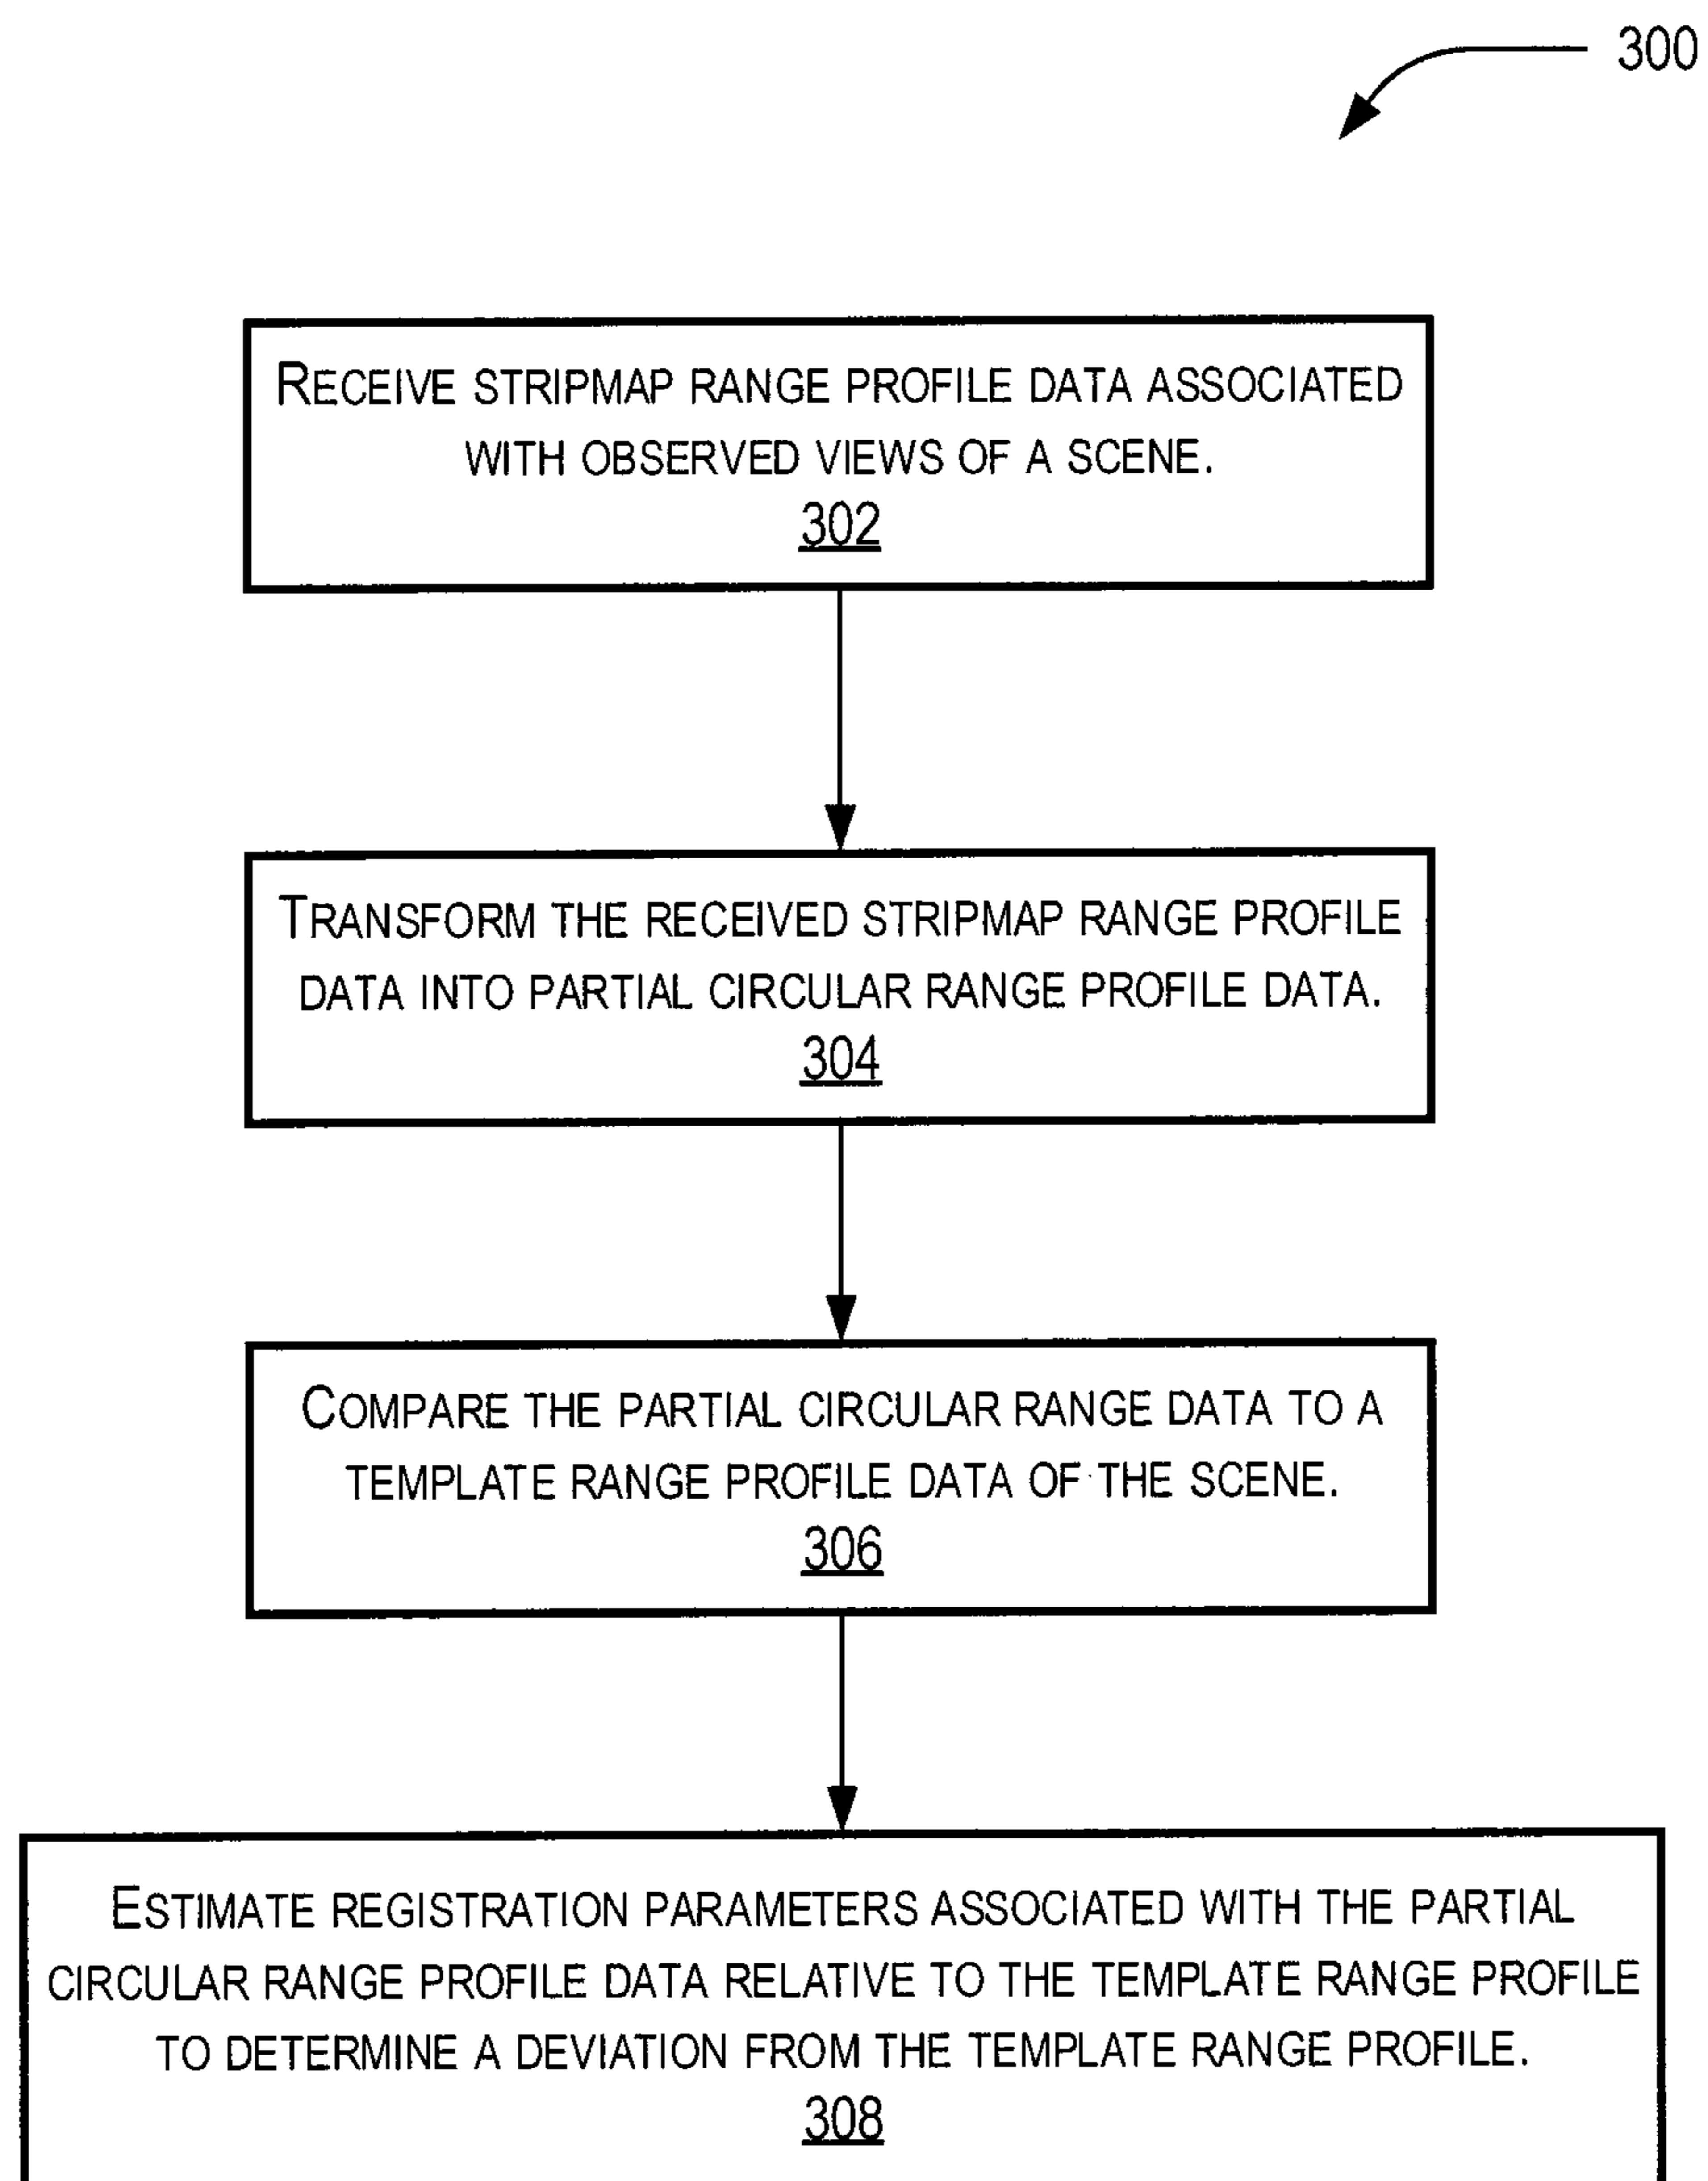 300
RECEIVE STRIPMAP RANGE PROFILE DATA ASSOCIATED
WITH OBSERVED VIEWS OF A SCENE.
302
TRANSFORM THE RECEIVED STRIPMAP RANGE PROFILE
DATA INTO PARTIAL CIRCULAR RANGE PROFILE DATA.
304
COMPARE THE PARTIAL CIRCULAR RANGE DATA TO A
TEMPLATE RANGE PROFILE DATA OF THE SCENE.
306
ESTIMATE REGISTRATION PARAMETERS ASSOCIATED WITH THE PARTIAL
CIRCULAR RANGE PROFILE DATA RELATIVE TO THE TEMPLATE RANGE PROFILE
TO DETERMINE A DEVIATION FROM THE TEMPLATE RANGE PROFILE.
308